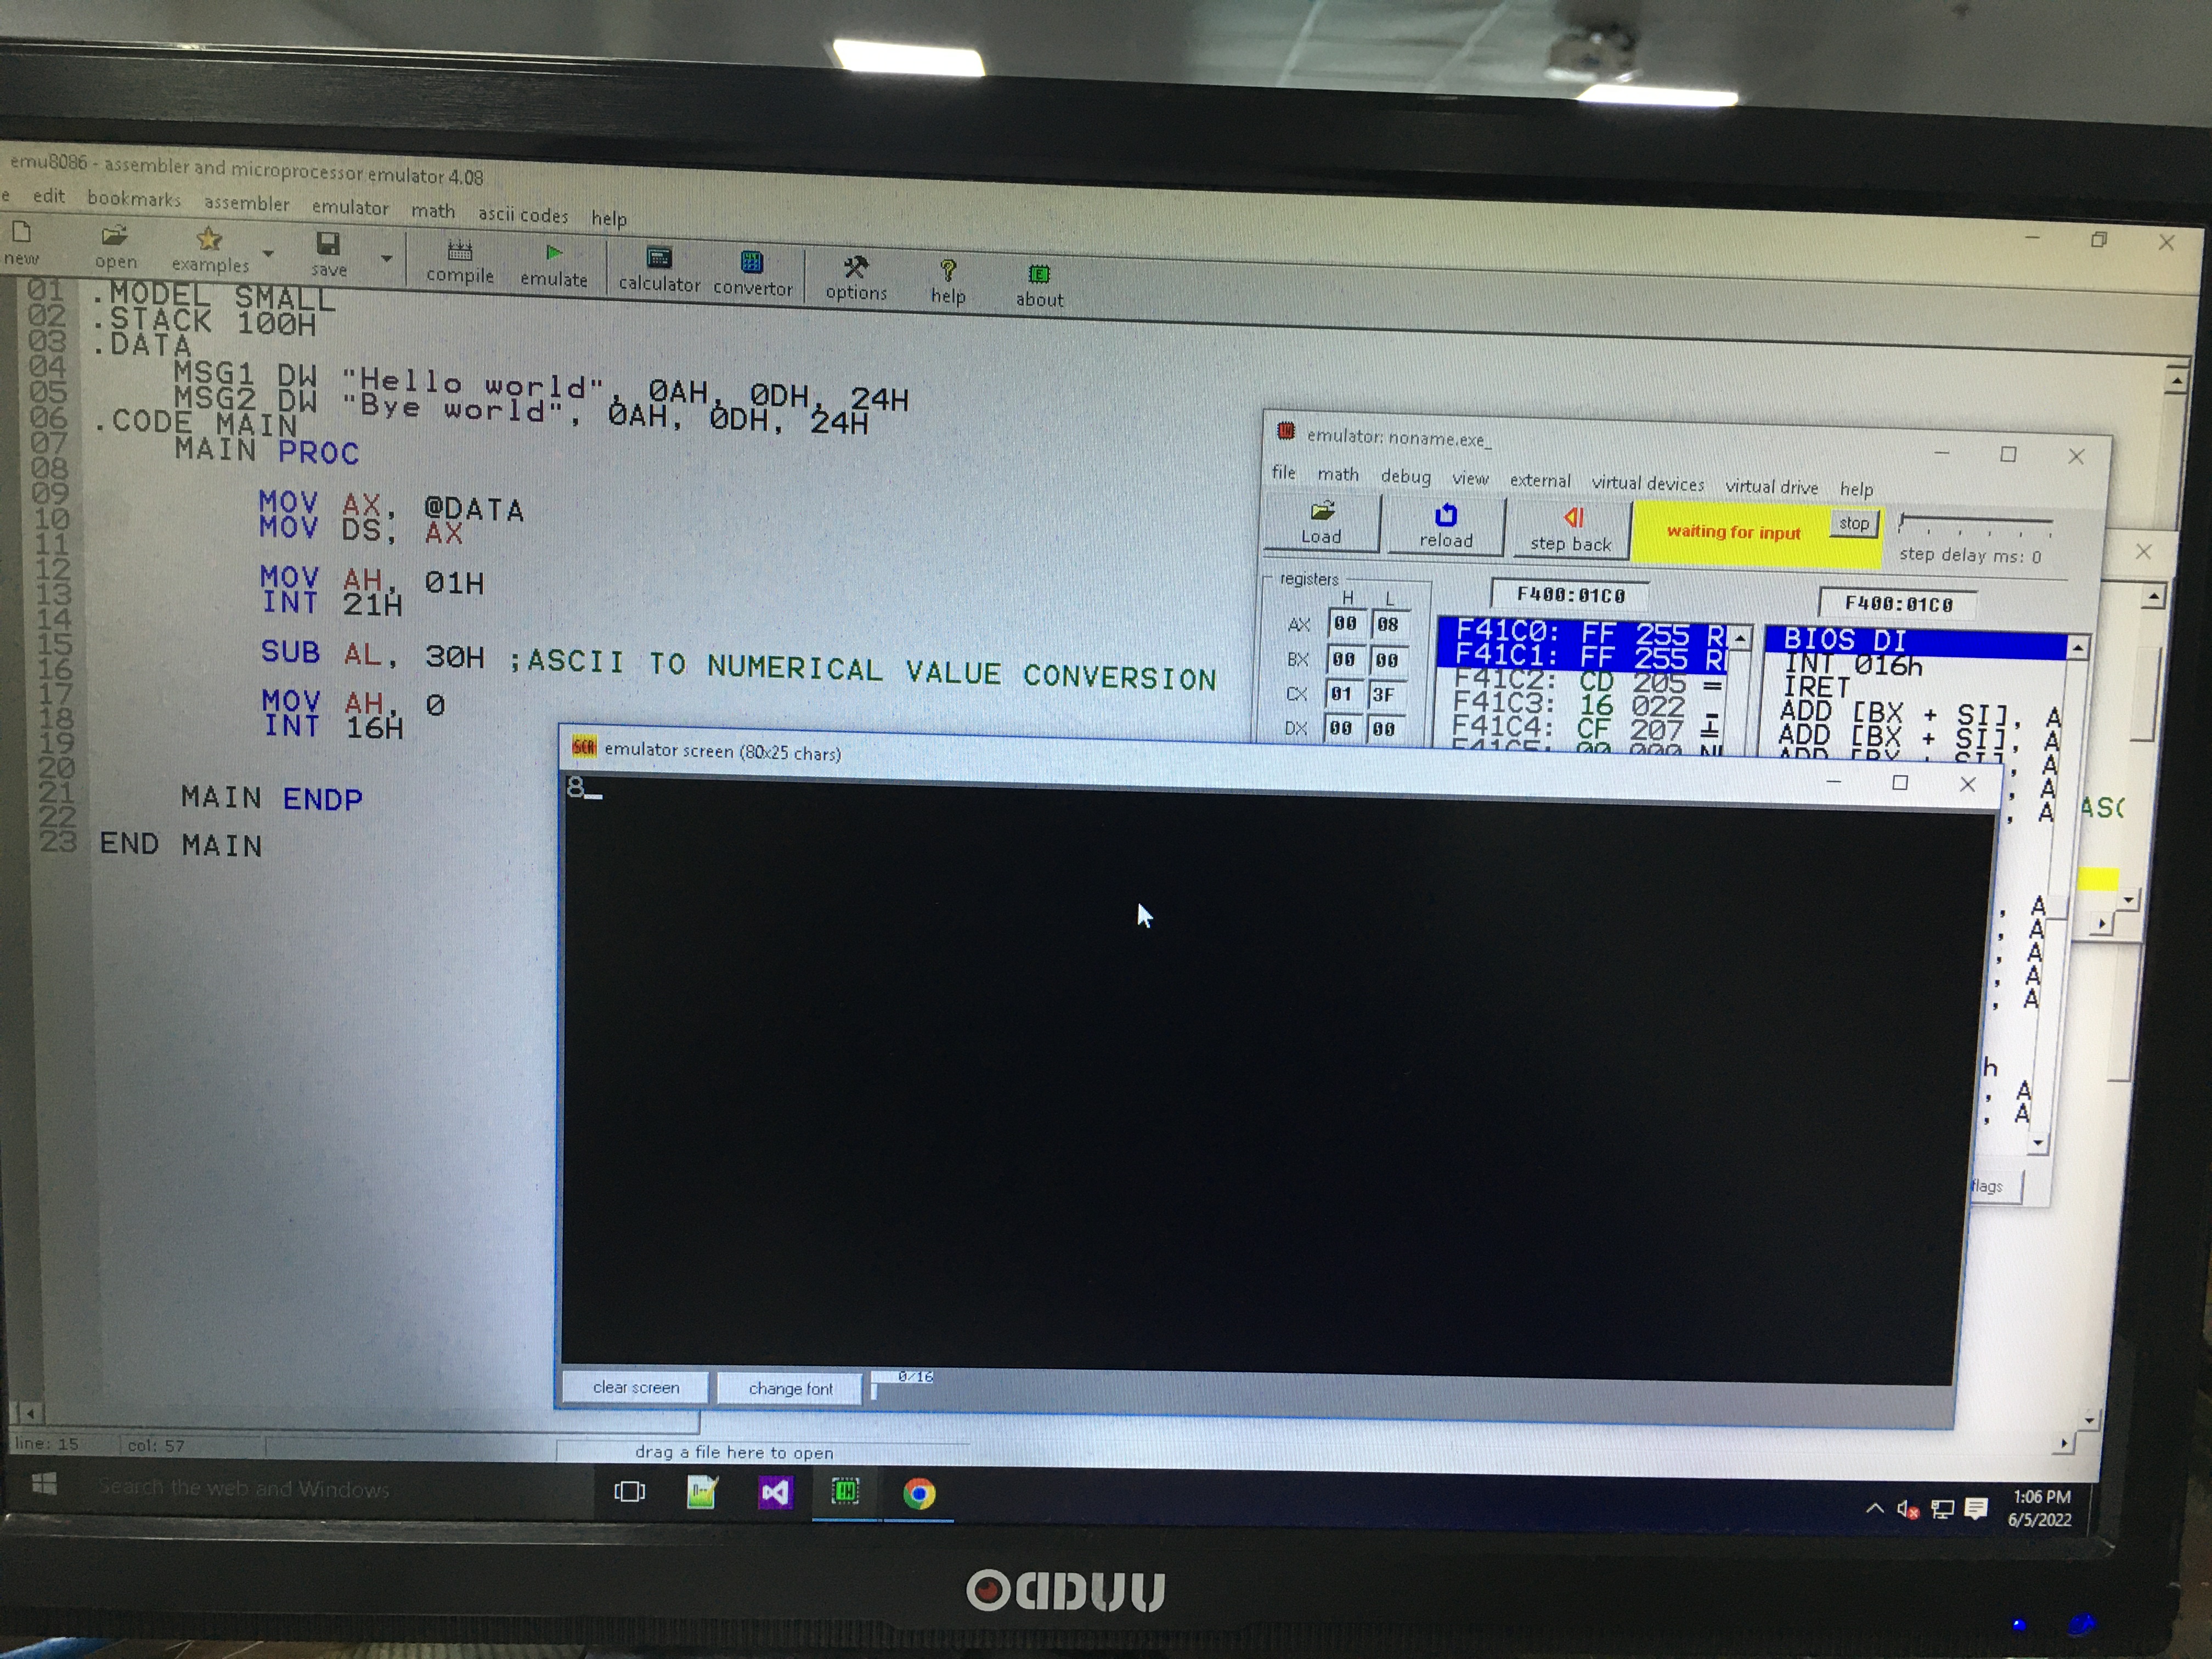 emu8086 - assembler and microprocessor emulator 4.08
e edit bookmarks assembler emulator math ascii codes help
new open examples save compile emulate calculator convertor options help about
01 .MODEL SMALL
02 .STACK 100H
03 .DATA
04 MSG1 DW "Hello world", 0AH, 0DH, 24H
05 MSG2 DW "Bye world", 0AH, 0DH, 24H
06 .CODE MAIN
07 MAIN PROC
08
09 MOV AX, @DATA
10 MOV DS, AX
11
12 MOV AH, 01H
13 INT 21H
14
15 SUB AL, 30H ;ASCII TO NUMERICAL VALUE CONVERSION
16
17 MOV AH, 0
18 INT 16H
19
20
21 MAIN ENDP
22
23 END MAIN
emulator: noname.exe_
file math debug view external virtual devices virtual drive help
Load reload step back waiting for input stop step delay ms: 0
registers
H L
F400:01C0
F400:01C0
AX 00 08
BX 00 00
CX 01 3F
DX 00 00
F41C0: FF 255 R
F41C1: FF 255 R
F41C2: CD 205 =
F41C3: 16 022 -
F41C4: CF 207
BIOS DI
INT 016h
IRET
ADD [BX + SI], A
ADD [BX + SI], A
, A
, A
, A
ASC
, A
, A
, A
, A
, A
h
, A
, A
flags
SCR emulator screen (80x25 chars)
8_
clear screen change font 0/16
line: 15 col: 57
drag a file here to open
Search the web and Windows
1:06 PM
6/5/2022